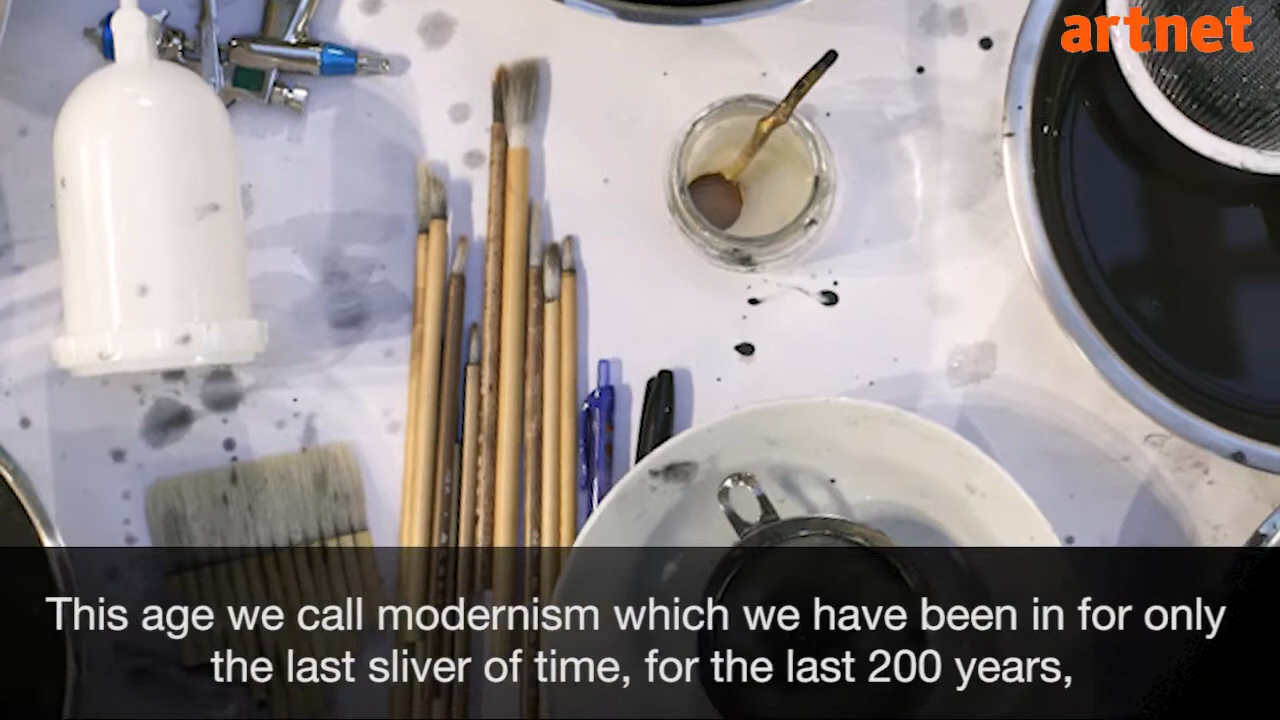 artnet
This age we call modernism which we have been in for only
the last sliver of time, for the last 200 years,